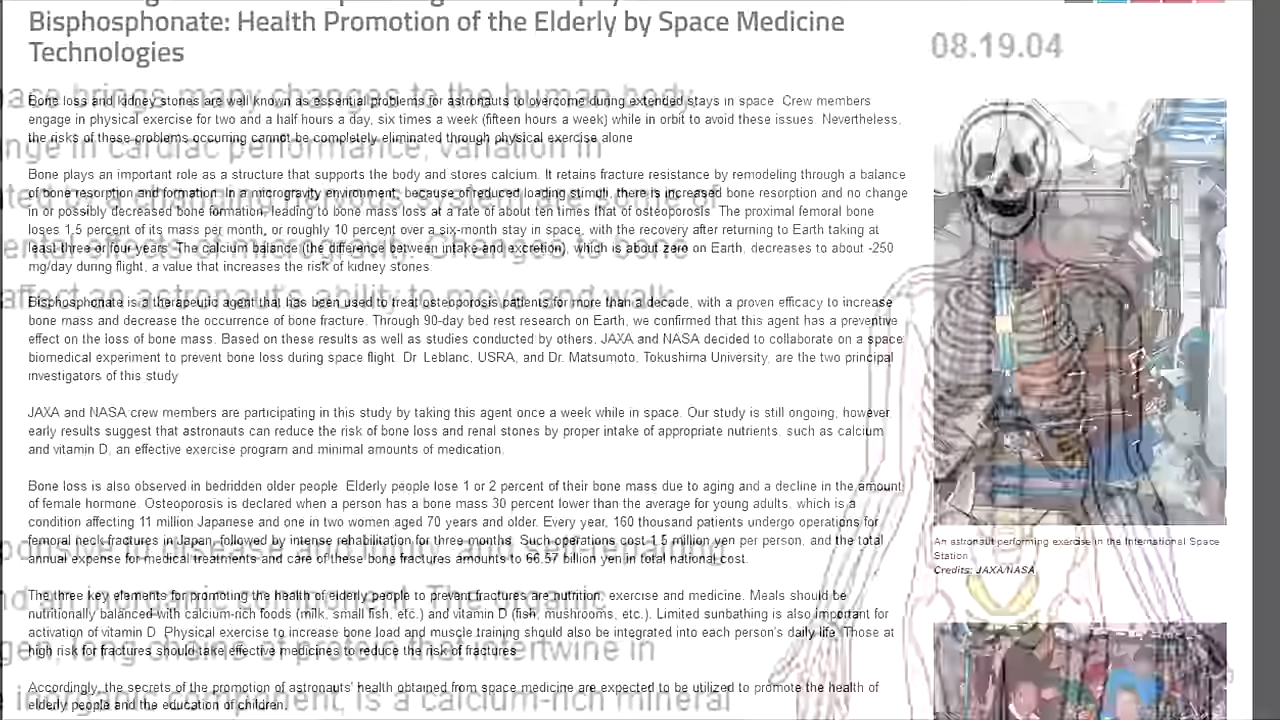 Bisphosphonate: Health Promotion of the Elderly by Space Medicine
Technologies
08.19.04
Bone loss and kidney stones are well known as essential problems for astronauts to overcome during extended stays in space. Crew members
engage in physical exercise for two and a half hours a day, six times a week (fifteen hours a week) while in orbit to avoid these issues. Nevertheless,
the risks of these problems occurring cannot be completely eliminated through physical exercise alone
Bone plays an important role as a structure that supports the body and stores calcium. It retains fracture resistance by remodeling through a balance
of bone resorption and formation. In a microgravity environment, because of reduced loading stimuli, there is increased bone resorption and no change
in or possibly decreased bone formation, leading to bone mass loss at a rate of about ten times that of osteoporosis. The proximal femoral bone
loses 1.5 percent of its mass per month, or roughly 10 percent over a six-month stay in space, with the recovery after returning to Earth taking at
least three or four years. The calcium balance (the difference between intake and excretion), which is about zero on Earth, decreases to about -250
mg/day during flight, a value that increases the risk of kidney stones.
Bisphosphonate is a therapeutic agent that has been used to treat osteoporosis patients for more than a decade, with a proven efficacy to increase
bone mass and decrease the occurrence of bone fracture. Through 90-day bed rest research on Earth, we confirmed that this agent has a preventive
effect on the loss of bone mass. Based on these results as well as studies conducted by others, JAXA and NASA decided to collaborate on a space
biomedical experiment to prevent bone loss during space flight. Dr. Leblanc, USRA, and Dr. Matsumoto, Tokushima University, are the two principal
investigators of this study
JAXA and NASA crew members are participating in this study by taking this agent once a week while in space. Our study is still ongoing, however
early results suggest that astronauts can reduce the risk of bone loss and renal stones by proper intake of appropriate nutrients, such as calcium
and vitamin D, an effective exercise program and minimal amounts of medication.
Bone loss is also observed in bedridden older people. Elderly people lose 1 or 2 percent of their bone mass due to aging and a decline in the amount
of female hormone. Osteoporosis is declared when a person has a bone mass 30 percent lower than the average for young adults, which is a
condition affecting 11 million Japanese and one in two women aged 70 years and older. Every year, 160 thousand patients undergo operations for
femoral neck fractures in Japan, followed by intense rehabilitation for three months. Such operations cost 1.5 million yen per person, and the total
annual expense for medical treatments and care of these bone fractures amounts to 66.57 billion yen in total national cost.
The three key elements for promoting the health of elderly people to prevent fractures are nutrition, exercise and medicine. Meals should be
nutritionally balanced with calcium-rich foods (milk, small fish, etc.) and vitamin D (fish, mushrooms, etc.). Limited sunbathing is also important for
activation of vitamin D. Physical exercise to increase bone load and muscle training should also be integrated into each person's daily life. Those at
high risk for fractures should take effective medicines to reduce the risk of fractures
Accordingly, the secrets of the promotion of astronauts' health obtained from space medicine are expected to be utilized to promote the health of
elderly people and the education of children.
An astronaut performing exercise in the International Space
Station
Credits: JAXA/NASA
brings many changes to the human body
in cardiac performance, variation in
affect an astronaut's ability to move and walk
intertwine in
component, is a calcium-rich mineral